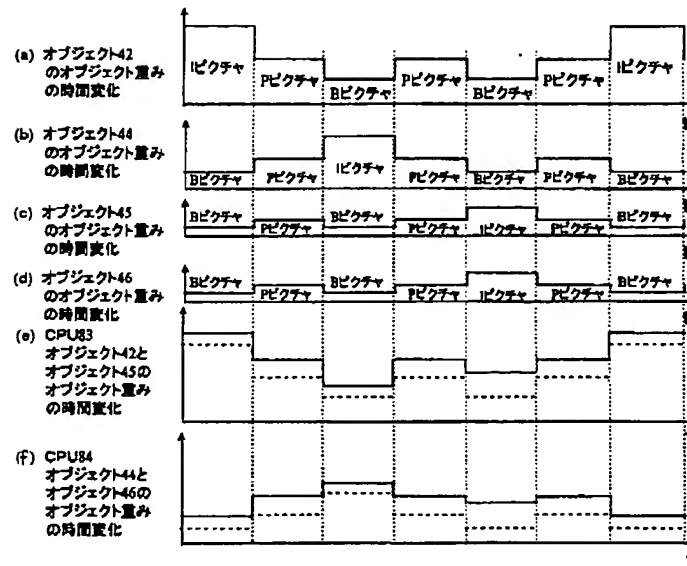 (a) オブジェクト42
のオブジェクト重み
の時間変化
Iピクチャ
Pピクチャ
Bピクチャ
Pピクチャ
Bピクチャ
Pピクチャ
Iピクチャ
(b) オブジェクト44
のオブジェクト重み
の時間変化
Bピクチャ
Pピクチャ
Iピクチャ
Pピクチャ
Bピクチャ
Pピクチャ
Bピクチャ
(c) オブジェクト45
のオブジェクト重み
の時間変化
Bピクチャ
Pピクチャ
Bピクチャ
Pピクチャ
Iピクチャ
Pピクチャ
Bピクチャ
(d) オブジェクト46
のオブジェクト重み
の時間変化
Bピクチャ
Pピクチャ
Bピクチャ
Pピクチャ
Iピクチャ
Pピクチャ
Bピクチャ
(e) CPU83
オブジェクト42と
オブジェクト45の
オブジェクト重み
の時間変化
(f) CPU84
オブジェクト44と
オブジェクト46の
オブジェクト重み
の時間変化